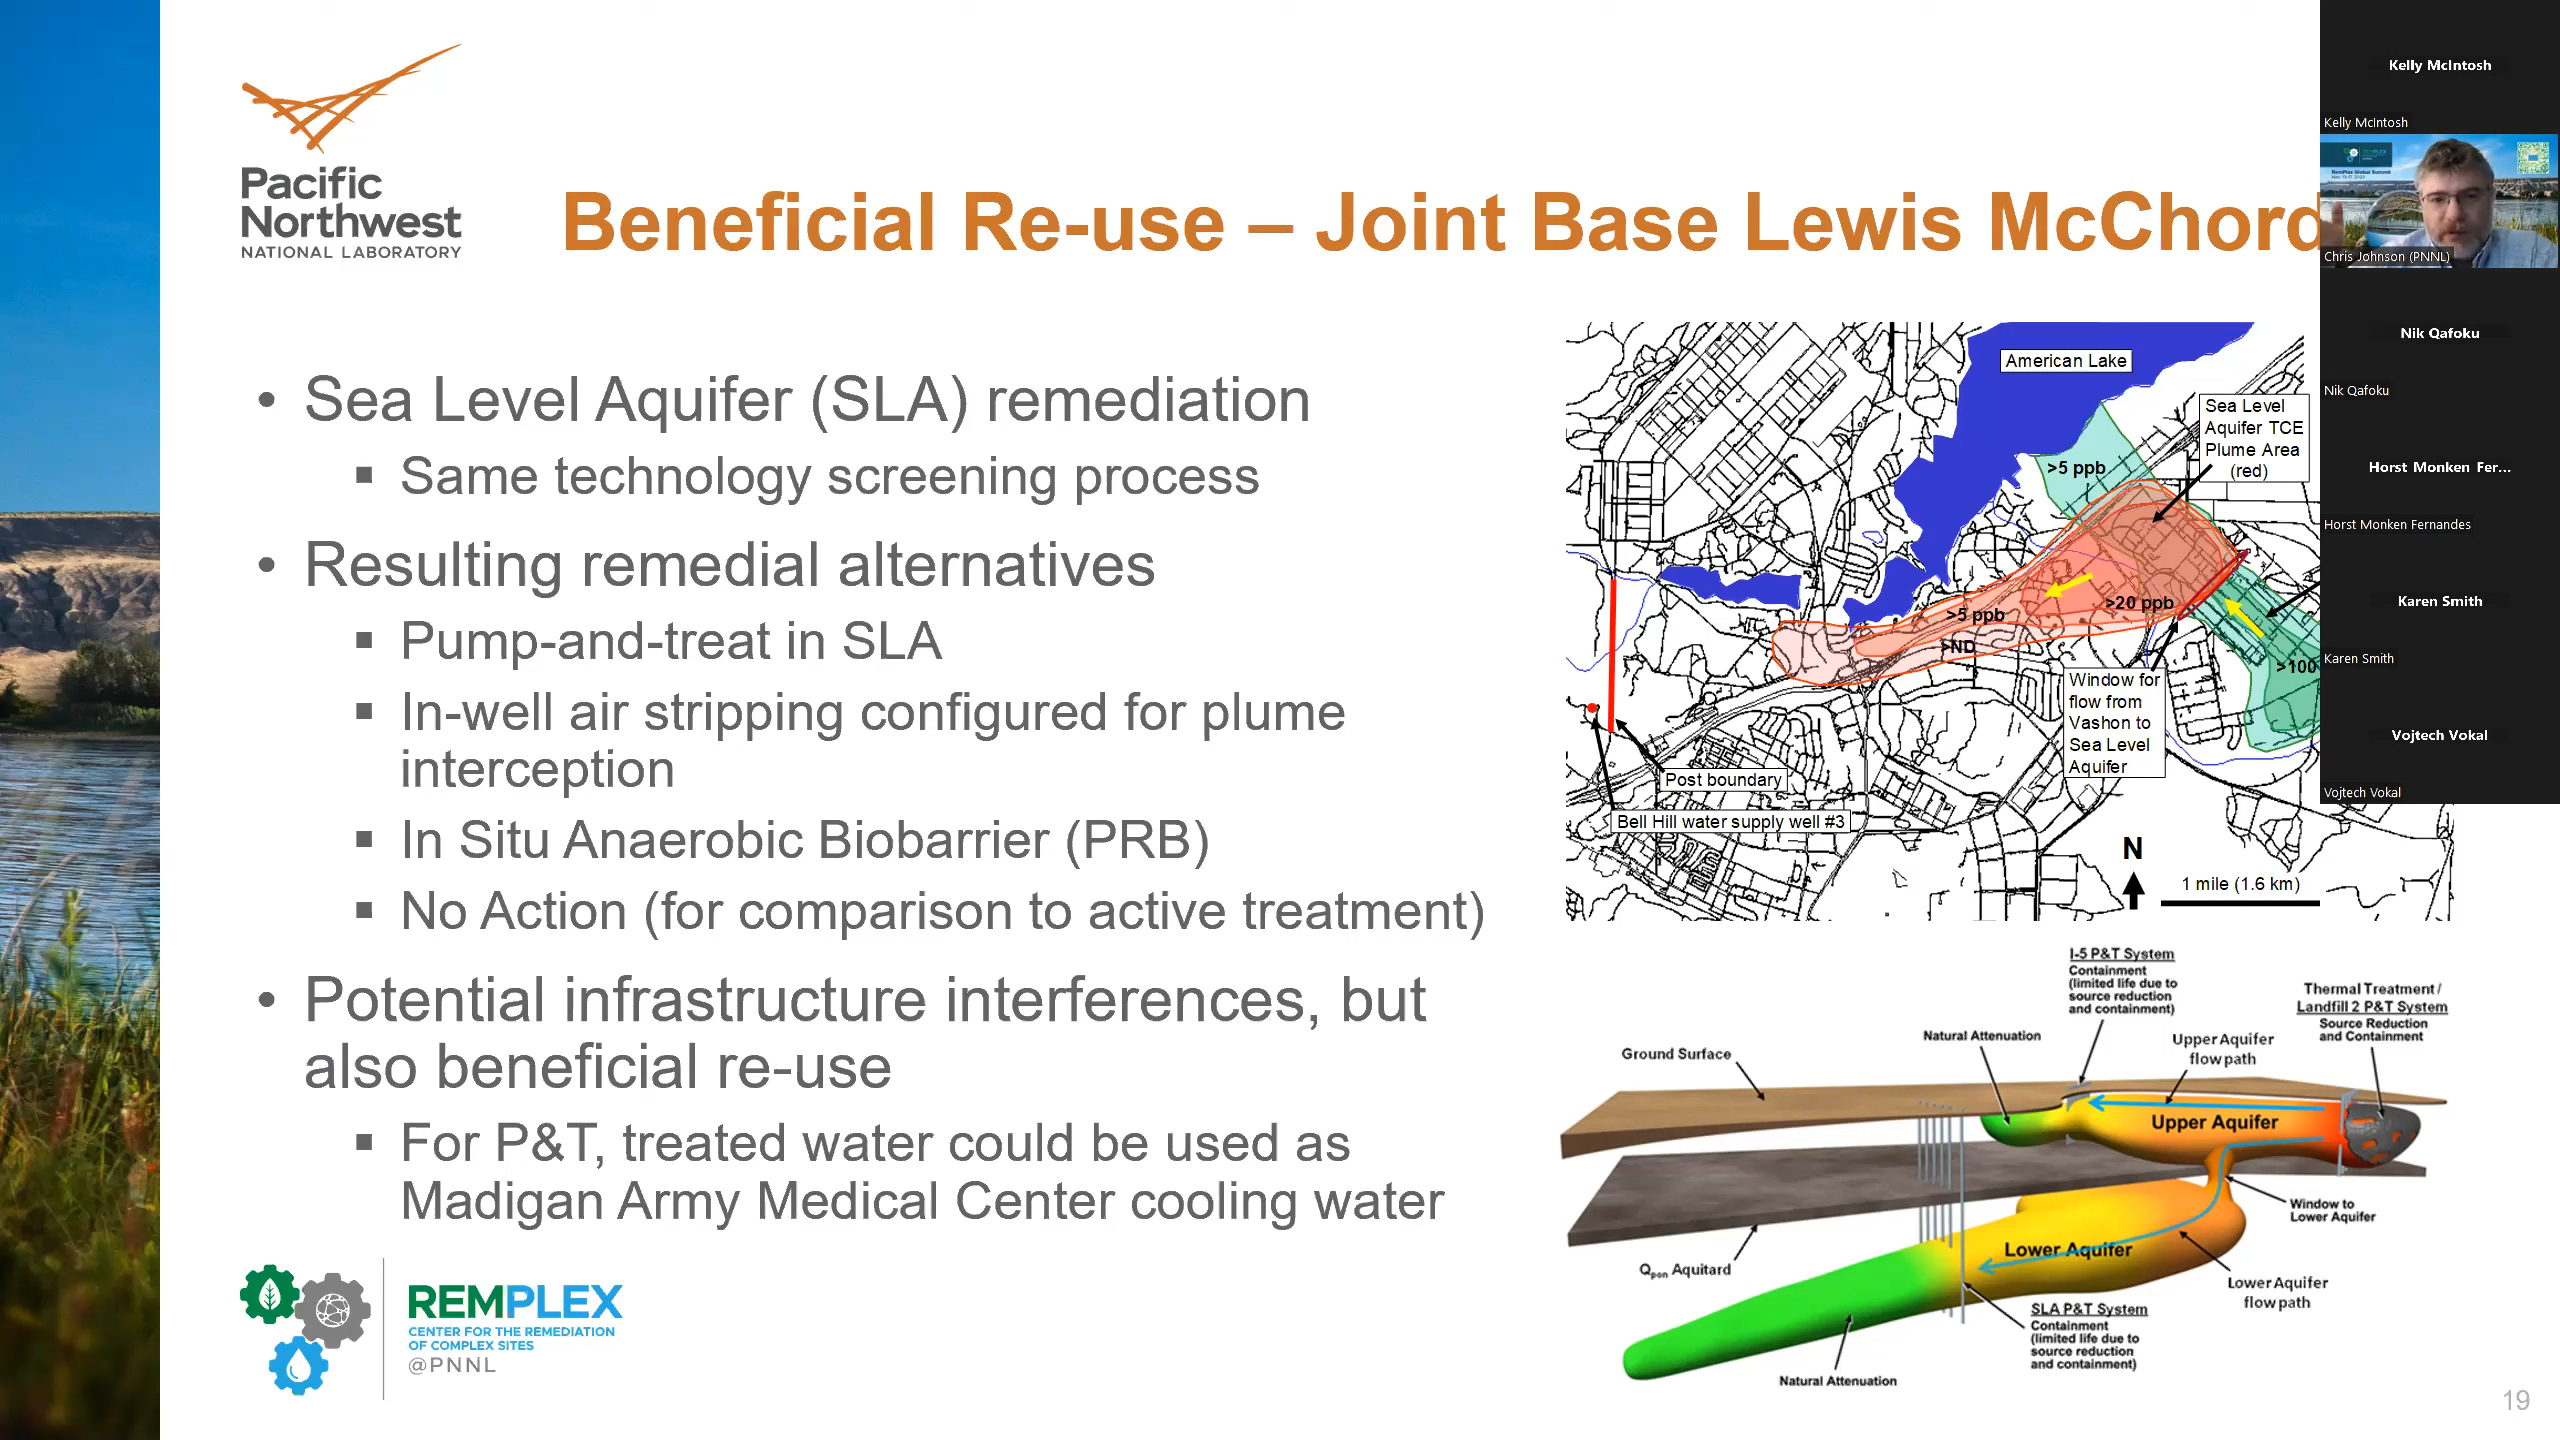 Pacific
Northwest
NATIONAL LABORATORY
Beneficial Re-use – Joint Base Lewis McChord
• Sea Level Aquifer (SLA) remediation
▪ Same technology screening process
• Resulting remedial alternatives
▪ Pump-and-treat in SLA
▪ In-well air stripping configured for plume
interception
▪ In Situ Anaerobic Biobarrier (PRB)
▪ No Action (for comparison to active treatment)
• Potential infrastructure interferences, but
also beneficial re-use
▪ For P&T, treated water could be used as
Madigan Army Medical Center cooling water
American Lake
Sea Level
Aquifer TCE
Plume Area
(red)
>5 ppb
>20 ppb
>5 ppb
>ND
>100
Window for
flow from
Vashon to
Sea Level
Aquifer
Post boundary
Bell Hill water supply well #3
N
1 mile (1.6 km)
I-5 P&T System
Containment
(limited life due to
source reduction
and containment)
Thermal Treatment /
Landfill 2 P&T System
Source Reduction
and Containment
Natural Attenuation
Upper Aquifer
flow path
Ground Surface
Upper Aquifer
Window to
Lower Aquifer
Lower Aquifer
Qpon Aquitard
Lower Aquifer
flow path
SLA P&T System
Containment
(limited life due to
source reduction
and containment)
Natural Attenuation
REMPLEX
CENTER FOR THE REMEDIATION
OF COMPLEX SITES
@PNNL
19
Kelly McIntosh
Kelly McIntosh
RemPlex Global Summit
Chris Johnson (PNNL)
Nik Qafoku
Nik Qafoku
Horst Monken Fer...
Horst Monken Fernandes
Karen Smith
Karen Smith
Vojtech Vokal
Vojtech Vokal